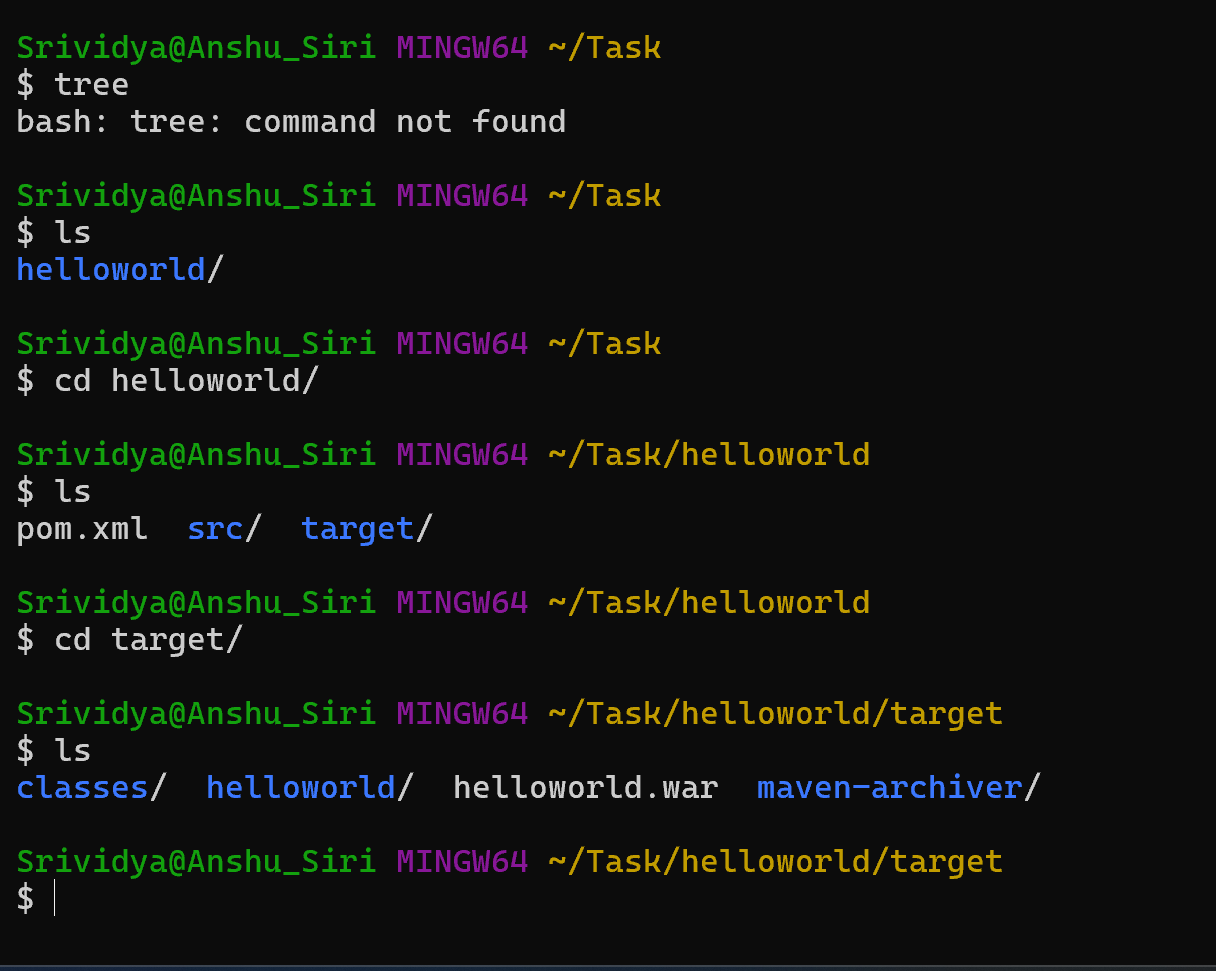 Srividya@Anshu_Siri MINGW64 ~/Task
$ tree
bash: tree: command not found
Srividya@Anshu_Siri MINGW64 ~/Task
$ ls
helloworld/
Srividya@Anshu_Siri MINGW64 ~/Task
$ cd helloworld/
Srividya@Anshu_Siri MINGW64 ~/Task/helloworld
$ ls
pom.xml  src/  target/
Srividya@Anshu_Siri MINGW64 ~/Task/helloworld
$ cd target/
Srividya@Anshu_Siri MINGW64 ~/Task/helloworld/target
$ ls
classes/  helloworld/  helloworld.war  maven-archiver/
Srividya@Anshu_Siri MINGW64 ~/Task/helloworld/target
$